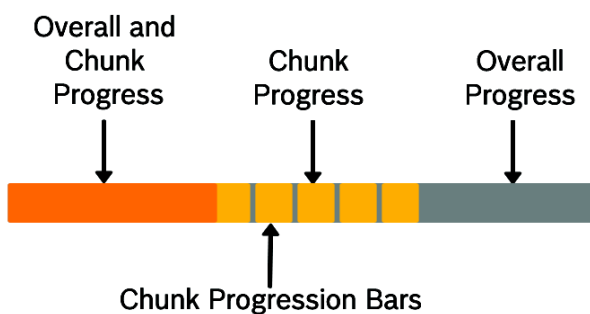 Overall and
Chunk
Progress
Chunk
Progress
Overall
Progress
Chunk Progression Bars